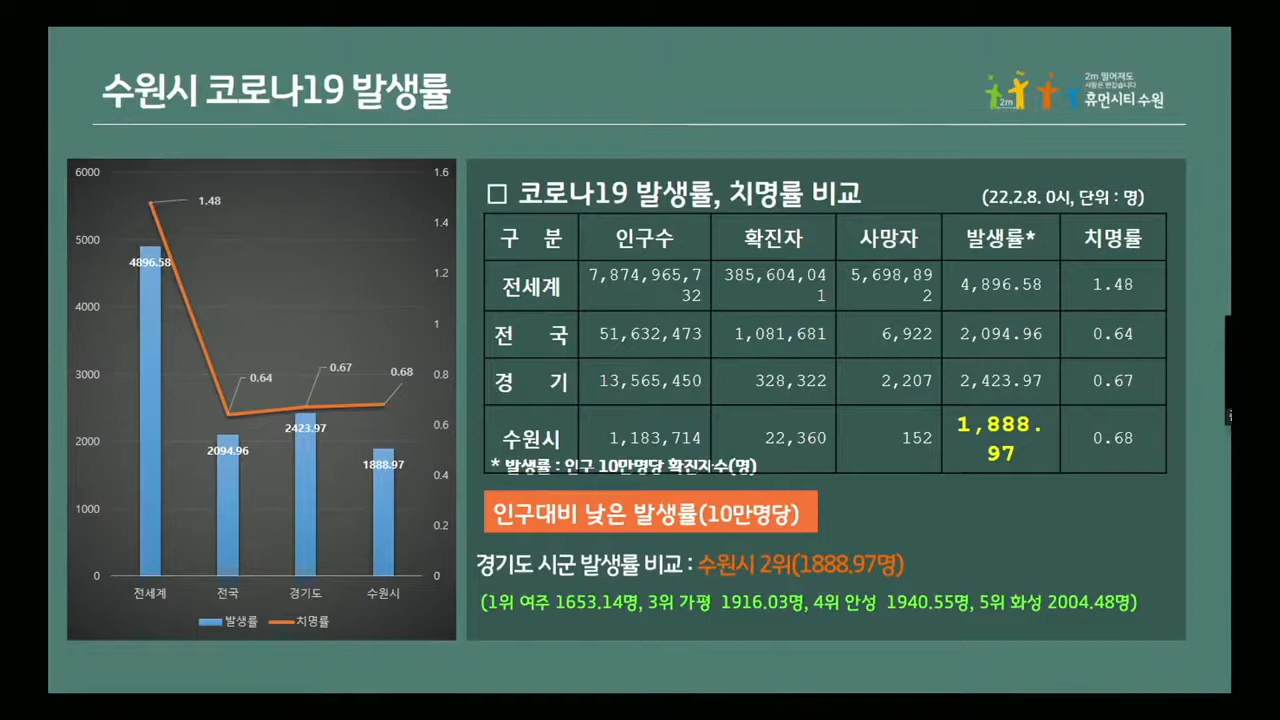 수원시 코로나19 발생률
2m 떨어져도
사람은 반갑습니다
2m
휴먼시티 수원
6000
5000
4000
3000
2000
1000
0
1.6
1.4
1.2
1
0.8
0.6
0.4
0.2
0
1.48
0.64
0.67
0.68
4896.58
2094.96
2423.97
1888.97
전세계 전국 경기도 수원시
발생률 치명률
□ 코로나19 발생률, 치명률 비교
(22.2.8. 0시, 단위 : 명)
구 분 인구수 확진자 사망자 발생률* 치명률
전세계 7,874,965,732 385,604,041 5,698,892 4,896.58 1.48
전 국 51,632,473 1,081,681 6,922 2,094.96 0.64
경 기 13,565,450 328,322 2,207 2,423.97 0.67
수원시 1,183,714 22,360 152 1,888.97 0.68
* 발생률 : 인구 10만명당 확진자수(명)
인구대비 낮은 발생률(10만명당)
경기도 시군 발생률 비교 : 수원시 2위(1888.97명)
(1위 여주 1653.14명, 3위 가평 1916.03명, 4위 안성 1940.55명, 5위 화성 2004.48명)